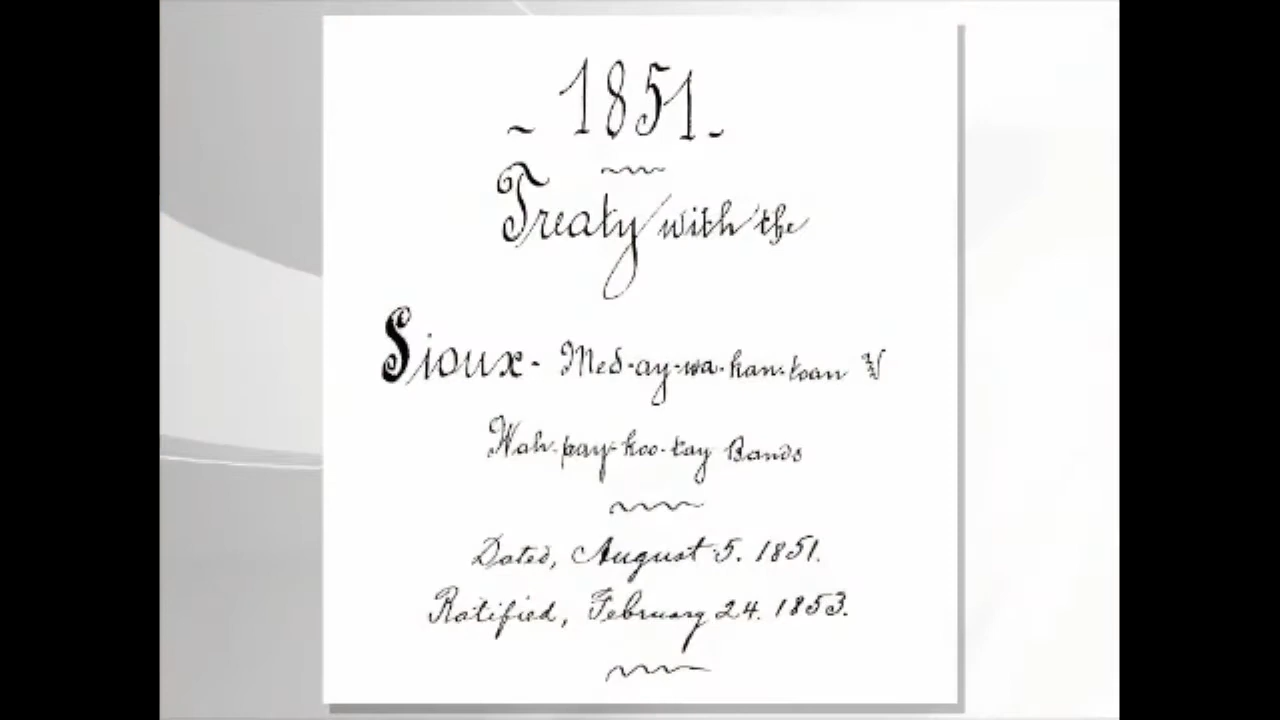 ~ 1851. ~
Treaty with the
Sioux - Med-ay-wa-kan-toan &
Wah-pay-koo-tay Bands
Dated, August 5. 1851.
Ratified, February 24. 1853.